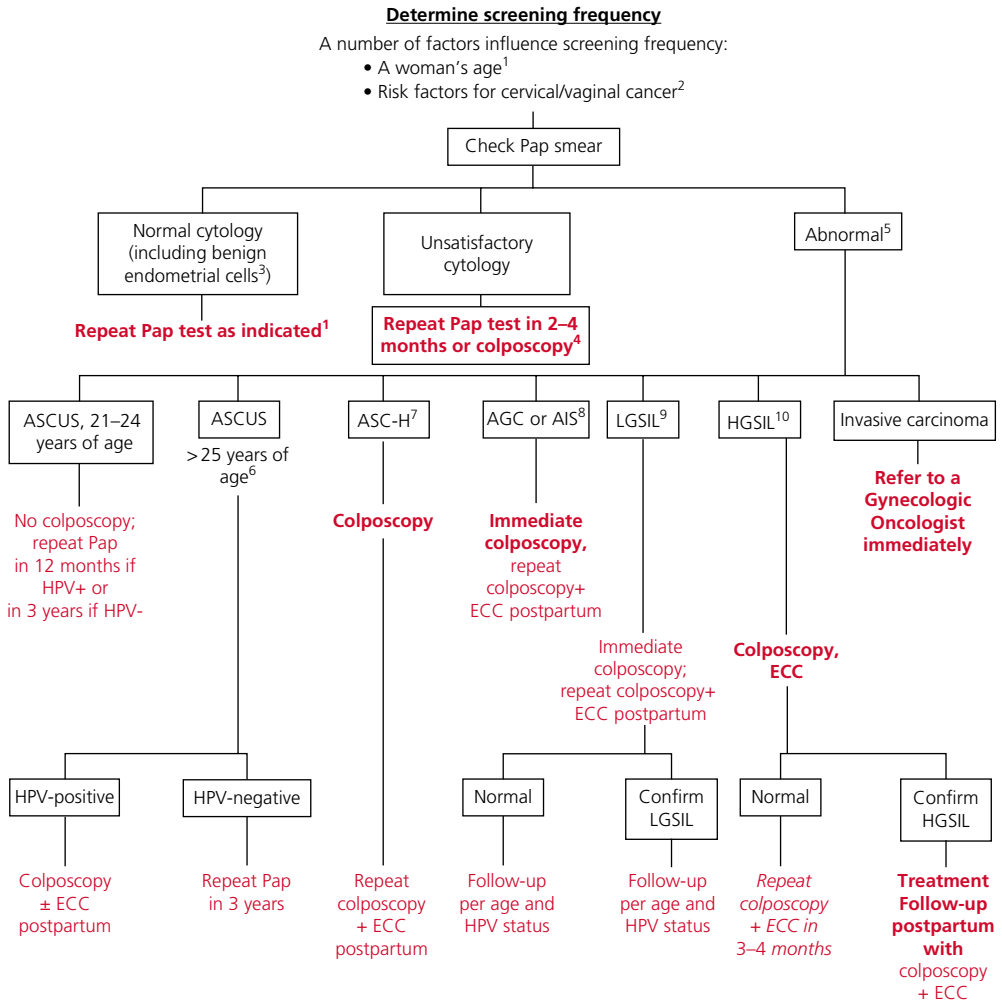 Determine screening frequency
A number of factors influence screening frequency:
• A woman's age1
• Risk factors for cervical/vaginal cancer2
Check Pap smear
Normal cytology
(including benign
endometrial cells3)
Unsatisfactory
cytology
Abnormal5
Repeat Pap test as indicated1
Repeat Pap test in 2–4
months or colposcopy4
ASCUS, 21–24
years of age
ASCUS
>25 years of
age6
ASC-H7
AGC or AIS8
LGSIL9
HGSIL10
Invasive carcinoma
No colposcopy;
repeat Pap
in 12 months if
HPV+ or
in 3 years if HPV-
Colposcopy
Immediate
colposcopy,
repeat
colposcopy+
ECC postpartum
Refer to a
Gynecologic
Oncologist
immediately
Immediate
colposcopy;
repeat colposcopy+
ECC postpartum
Colposcopy,
ECC
HPV-positive
HPV-negative
Normal
Confirm
LGSIL
Normal
Confirm
HGSIL
Colposcopy
± ECC
postpartum
Repeat Pap
in 3 years
Repeat
colposcopy
+ ECC
postpartum
Follow-up
per age and
HPV status
Follow-up
per age and
HPV status
Repeat
colposcopy
+ ECC in
3–4 months
Treatment
Follow-up
postpartum
with
colposcopy
+ ECC